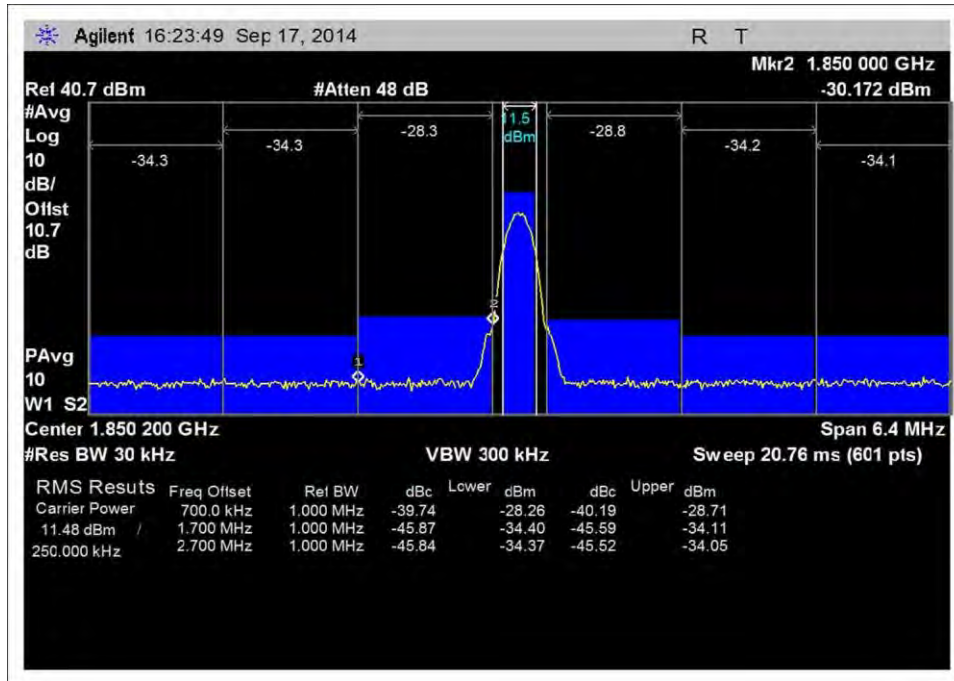 Agilent 16:23:49 Sep 17, 2014 R T
Mkr2 1.850 000 GHz
Ref 40.7 dBm #Atten 48 dB -30.172 dBm
#Avg
Log
10
dB/
Offst
10.7
dB
-34.3 -34.3 -28.3 11.5 dBm -28.8 -34.2 -34.1
2
1
PAvg
10
W1 S2
Center 1.850 200 GHz Span 6.4 MHz
#Res BW 30 kHz VBW 300 kHz Sweep 20.76 ms (601 pts)
RMS Resuts Freq Offset Ref BW dBc Lower dBm dBc Upper dBm
Carrier Power 700.0 kHz 1.000 MHz -39.74 -28.26 -40.19 -28.71
11.48 dBm / 1.700 MHz 1.000 MHz -45.87 -34.40 -45.59 -34.11
250.000 kHz 2.700 MHz 1.000 MHz -45.84 -34.37 -45.52 -34.05